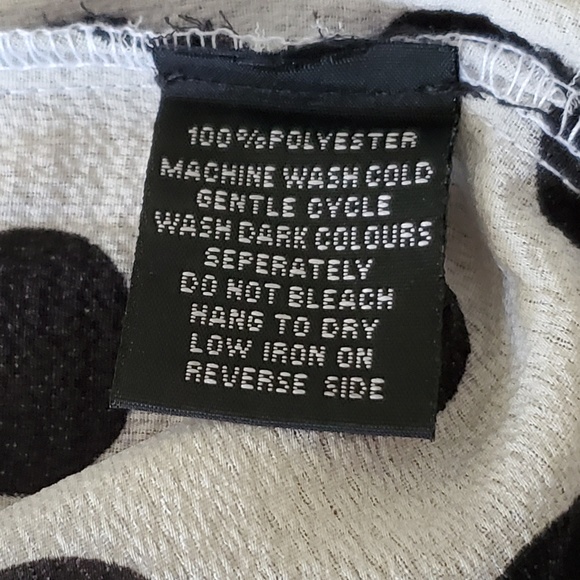 100%POLYESTER
MACHINE WASH COLD
GENTLE CYCLE
WASH DARK COLOURS
SEPERATELY
DO NOT BLEACH
HANG TO DRY
LOW IRON ON
REVERSE SIDE